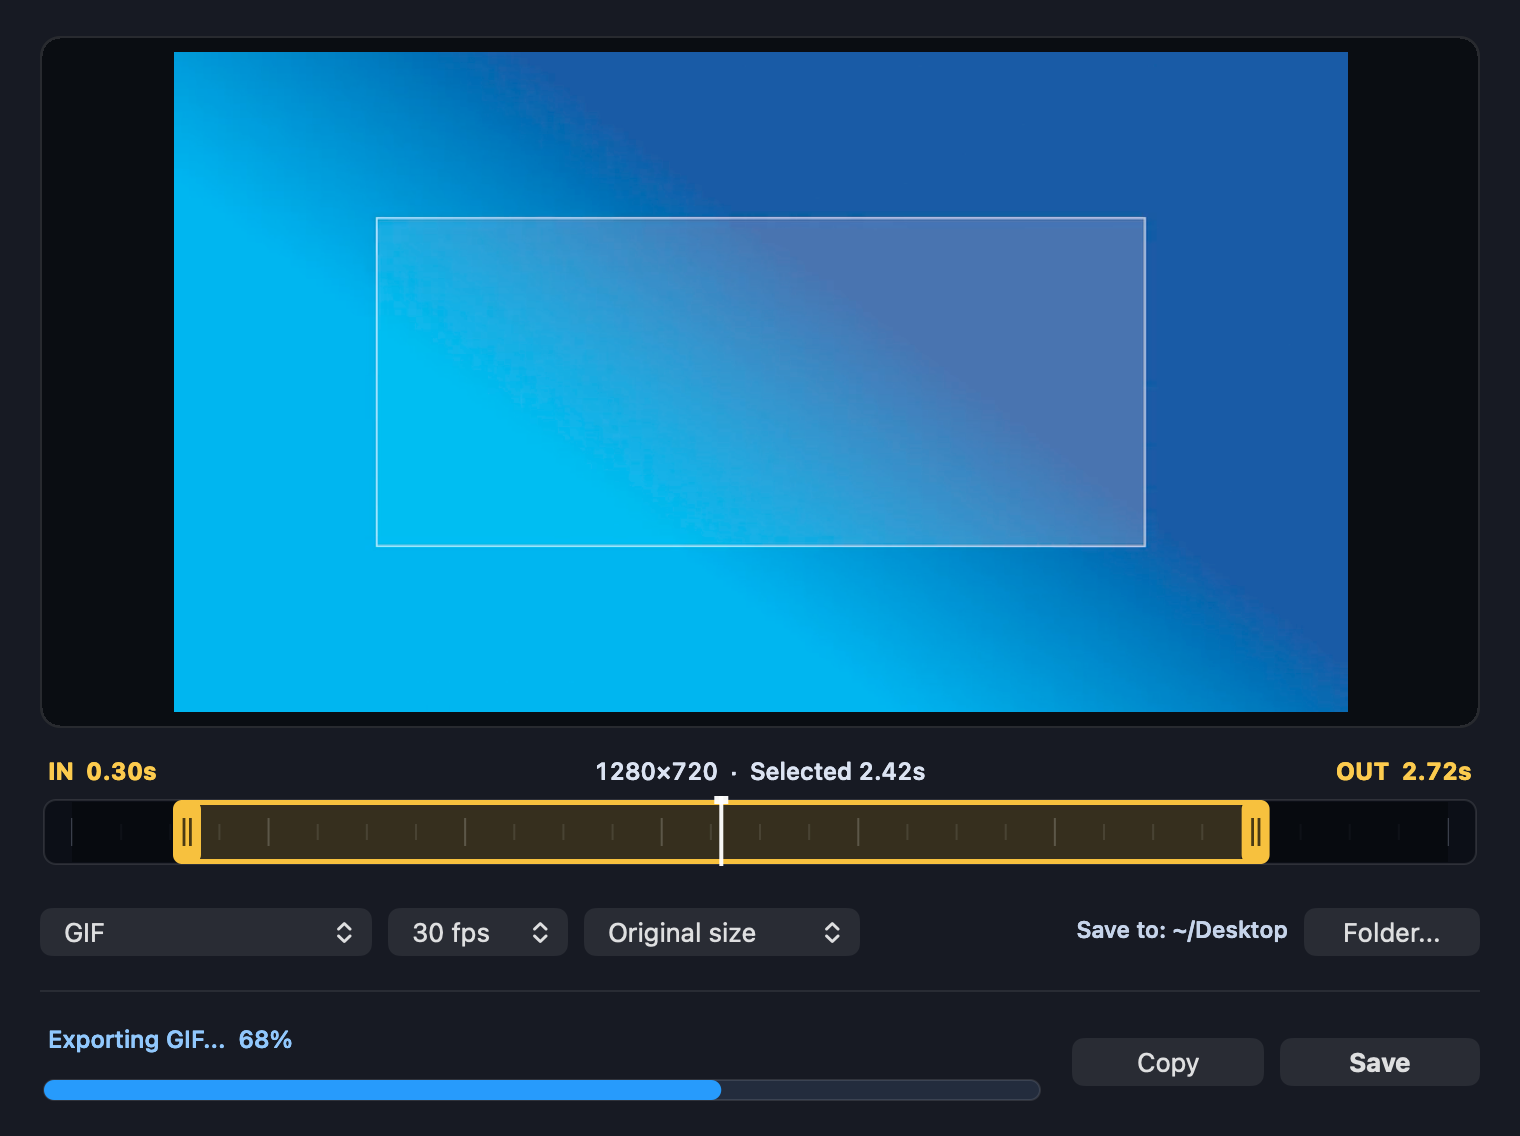 IN 0.30s
1280×720 · Selected 2.42s
OUT 2.72s
GIF
30 fps
Original size
Save to: ~/Desktop
Folder...
Exporting GIF... 68%
Copy
Save